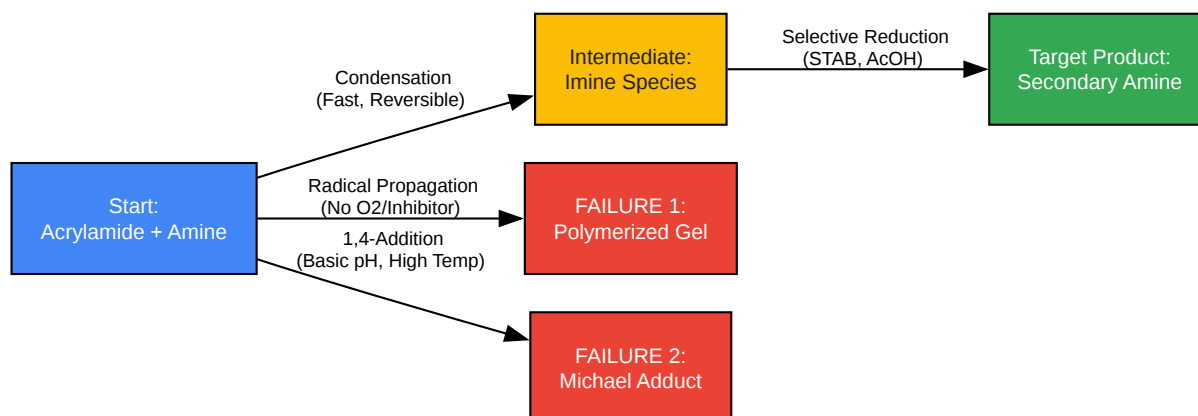 Start:
Acrylamide + Amine
Condensation
(Fast, Reversible)
Intermediate:
Imine Species
Selective Reduction
(STAB, AcOH)
Target Product:
Secondary Amine
Radical Propagation
(No O2/Inhibitor)
FAILURE 1:
Polymerized Gel
1,4-Addition
(Basic pH, High Temp)
FAILURE 2:
Michael Adduct